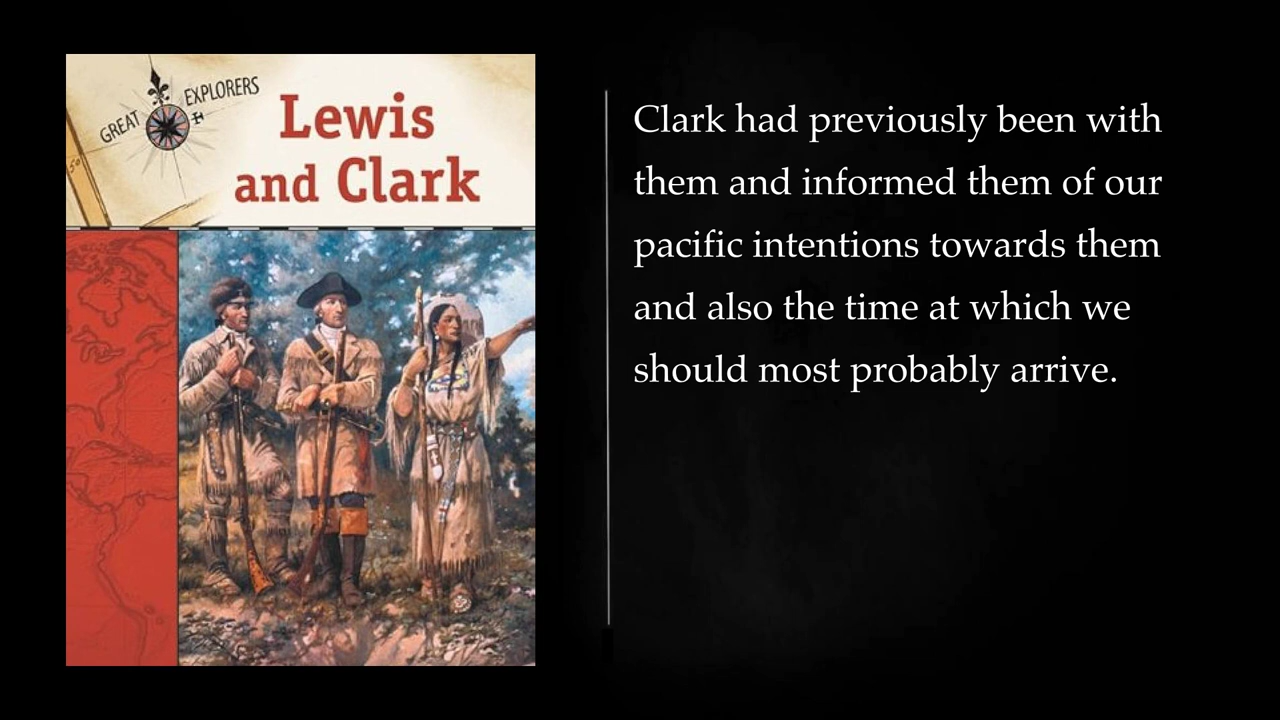 GREAT EXPLORERS
Lewis
and Clark
50
Clark had previously been with
them and informed them of our
pacific intentions towards them
and also the time at which we
should most probably arrive.